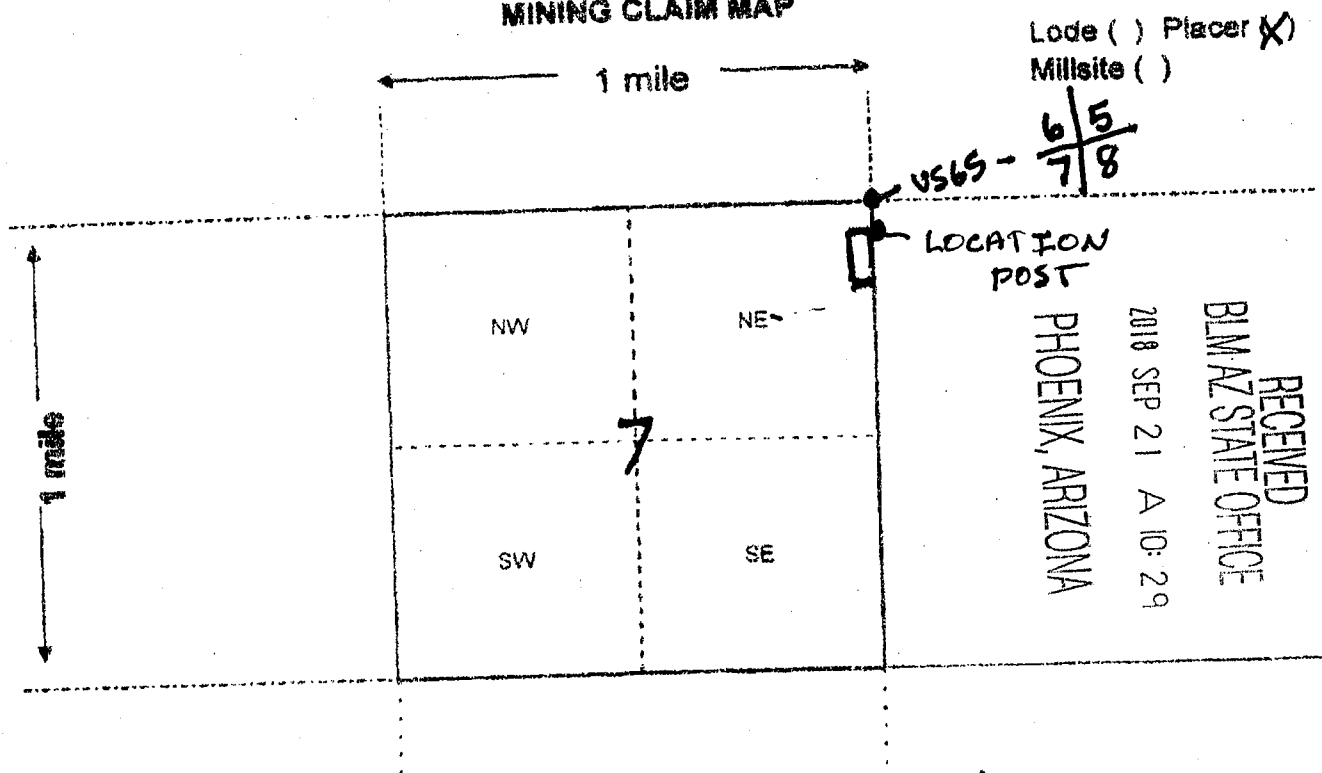 MINING CLAIM MAP
Lode ( ) Placer (X)
Millsite ( )
1 mile
6 5
7 8
USGS -
LOCATION
POST
NW
NE
7
1 mile
SW
SE
RECEIVED
BLM AZ STATE OFFICE
2018 SEP 21 A 10: 29
PHOENIX, ARIZONA